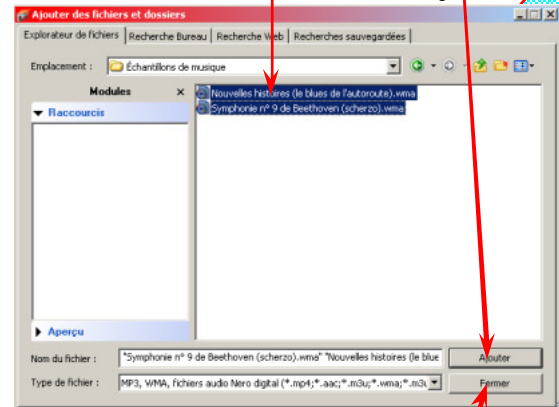 Ajouter des fichiers et dossiers
Explorateur de fichiers Recherche Bureau Recherche Web Recherches sauvegardées
Emplacement : Échantillons de musique
Modules ×
Raccourcis
Nouvelles histoires (le blues de l'autoroute).wma
Symphonie n° 9 de Beethoven (scherzo).wma
Aperçu
Nom du fichier : "Symphonie n° 9 de Beethoven (scherzo).wma" "Nouvelles histoires (le blue
Ajouter
Type de fichier : MP3, WMA, fichiers audio Nero digital (*.mp4;*.aac;*.m3u;*.wma;*.m3u
Fermer